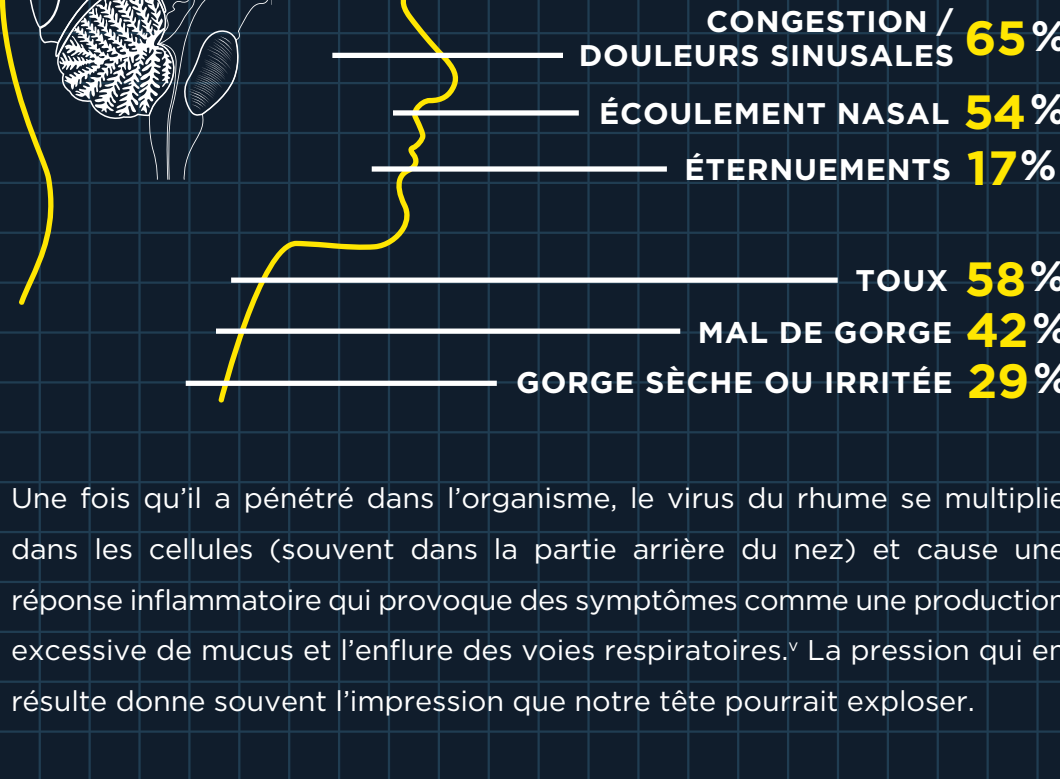 CONGESTION /
DOULEURS SINUSALES 65%
ÉCOULEMENT NASAL 54%
ÉTERNUEMENTS 17%
TOUX 58%
MAL DE GORGE 42%
GORGE SÈCHE OU IRRITÉE 29%
Une fois qu’il a pénétré dans l’organisme, le virus du rhume se multiplie
dans les cellules (souvent dans la partie arrière du nez) et cause une
réponse inflammatoire qui provoque des symptômes comme une production
excessive de mucus et l’enflure des voies respiratoires.ᵛ La pression qui en
résulte donne souvent l’impression que notre tête pourrait exploser.